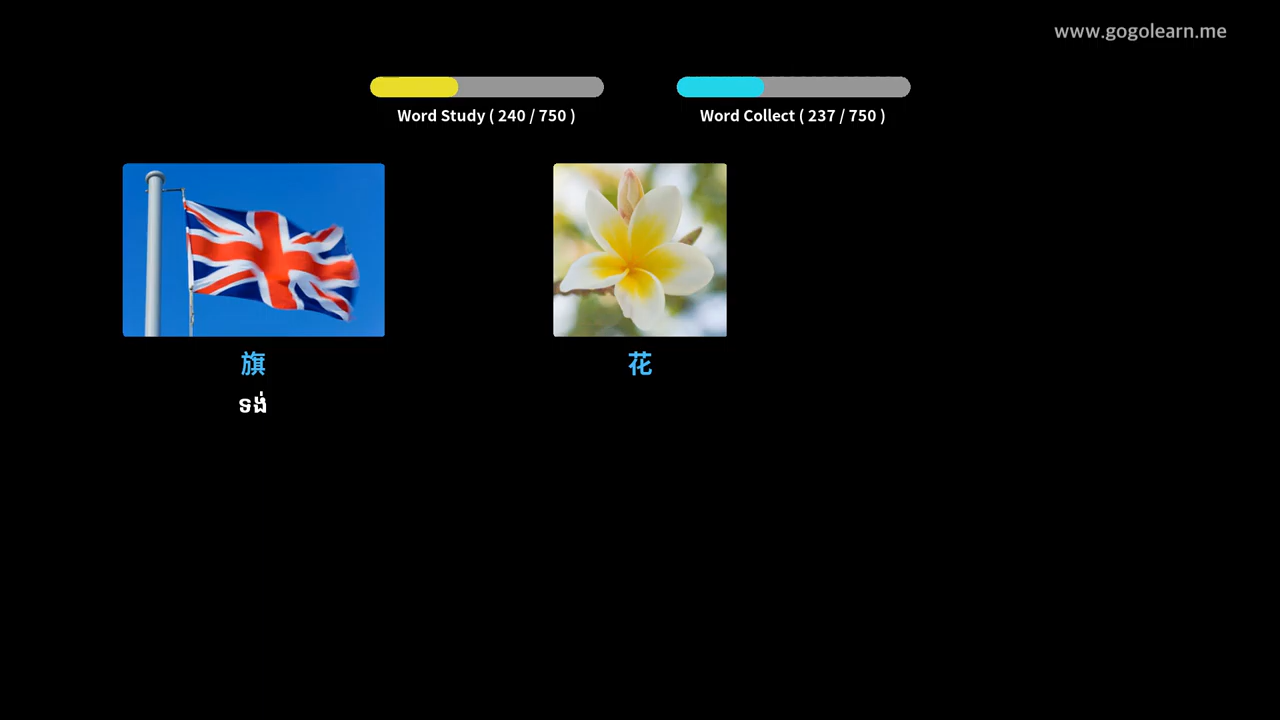 www.gogolearn.me
Word Study ( 240 / 750 )
Word Collect ( 237 / 750 )
旗
花
ទង់